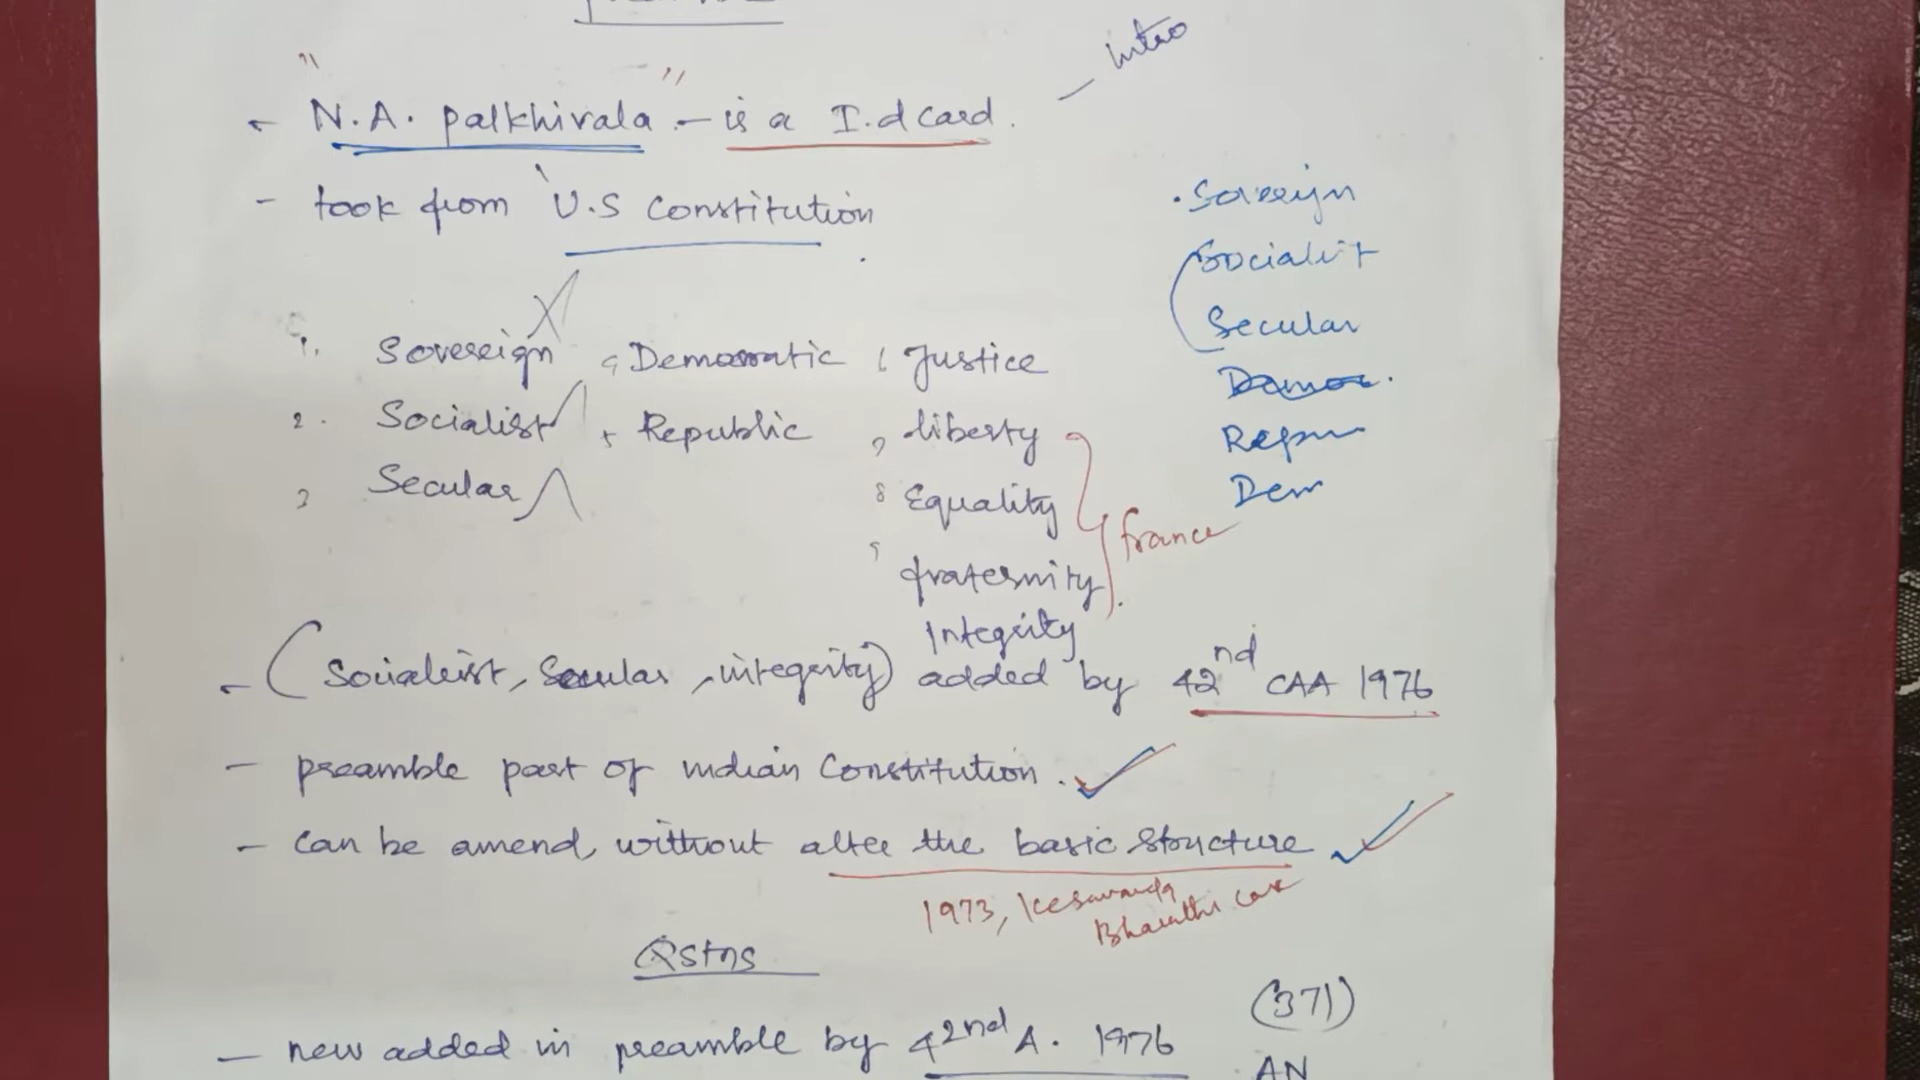 Intro
"N.A. palkhivala" - is a I.d card.
- took from U.S Constitution
1. Sovereign 4 Democratic 6 Justice
2. Socialist 5 Republic 7 liberty
3 Secular 8 Equality
9 fraternity
Integrity
france
. Sovereign
Socialist
Secular
Repu
Dem
- (Socialist, Secular, integrity) added by 42nd CAA 1976
- preamble part of indian Constitution.
- can be amend without alter the basic structure
1973, Kesavanda
Bharathi case
Qstns
- new added in preamble by 42nd A. 1976
(371)
AN